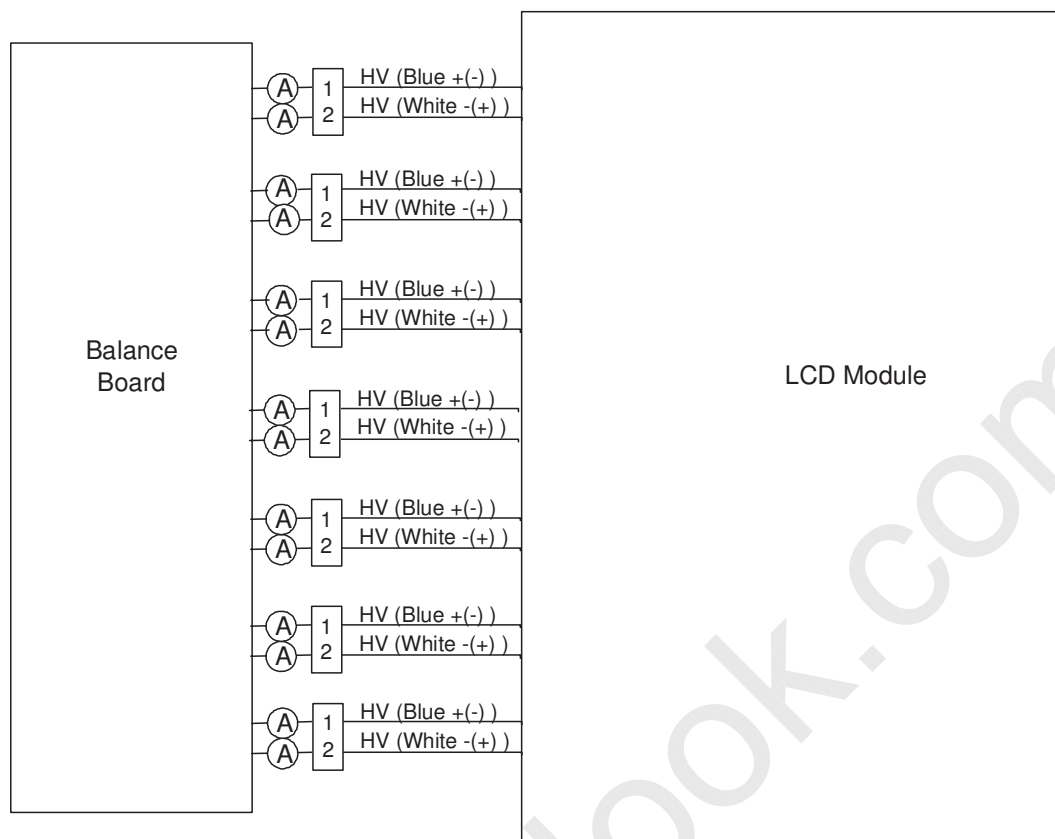 A 1 HV (Blue +(-) )
A 2 HV (White -(+) )
A 1 HV (Blue +(-) )
A 2 HV (White -(+) )
A 1 HV (Blue +(-) )
A 2 HV (White -(+) )
Balance
Board
LCD Module
A 1 HV (Blue +(-) )
A 2 HV (White -(+) )
A 1 HV (Blue +(-) )
A 2 HV (White -(+) )
A 1 HV (Blue +(-) )
A 2 HV (White -(+) )
A 1 HV (Blue +(-) )
A 2 HV (White -(+) )
ook.com